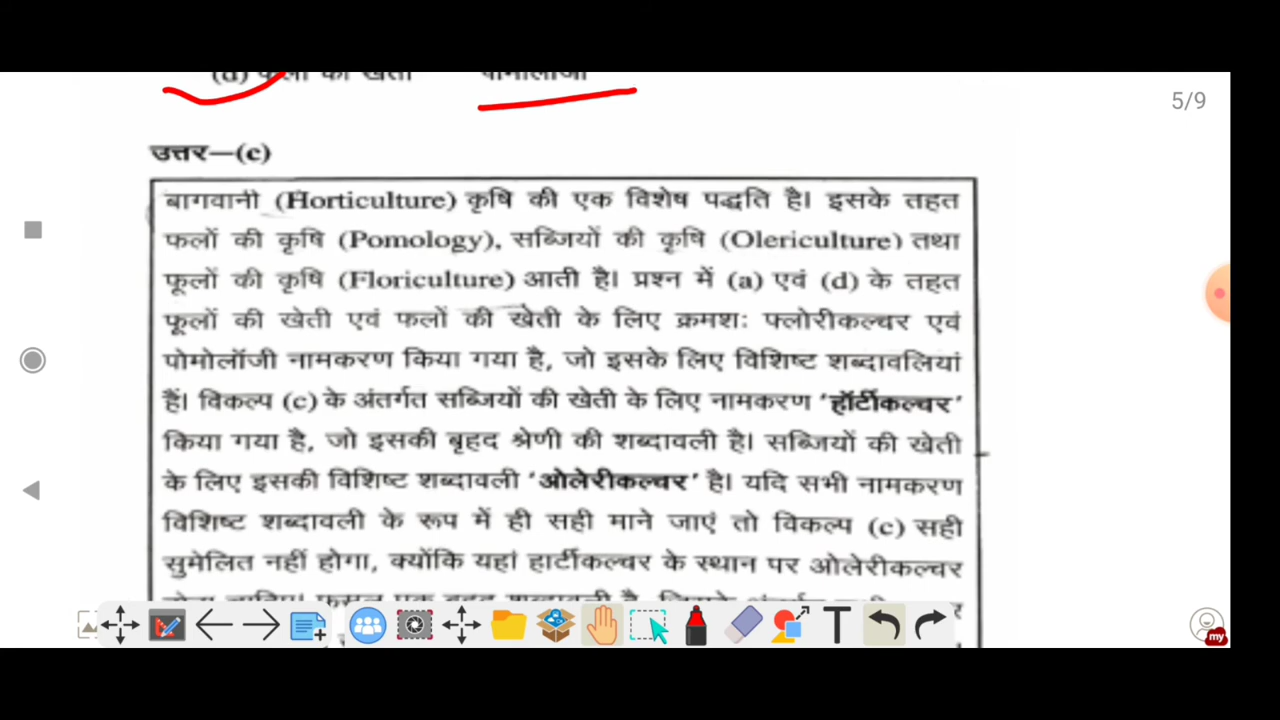 (d) फलों की खेती पोमोलॉजी
5/9
उत्तर—(c)
बागवानी (Horticulture) कृषि की एक विशेष पद्धति है। इसके तहत
फलों की कृषि (Pomology), सब्जियों की कृषि (Olericulture) तथा
फूलों की कृषि (Floriculture) आती है। प्रश्न में (a) एवं (d) के तहत
फूलों की खेती एवं फलों की खेती के लिए क्रमशः फ्लोरीकल्चर एवं
पोमोलॉजी नामकरण किया गया है, जो इसके लिए विशिष्ट शब्दावलियां
हैं। विकल्प (c) के अंतर्गत सब्जियों की खेती के लिए नामकरण 'हॉर्टीकल्चर'
किया गया है, जो इसकी बृहद श्रेणी की शब्दावली है। सब्जियों की खेती
के लिए इसकी विशिष्ट शब्दावली 'ओलेरीकल्चर' है। यदि सभी नामकरण
विशिष्ट शब्दावली के रूप में ही सही माने जाएं तो विकल्प (c) सही
सुमेलित नहीं होगा, क्योंकि यहां हार्टीकल्चर के स्थान पर ओलेरीकल्चर
T
my